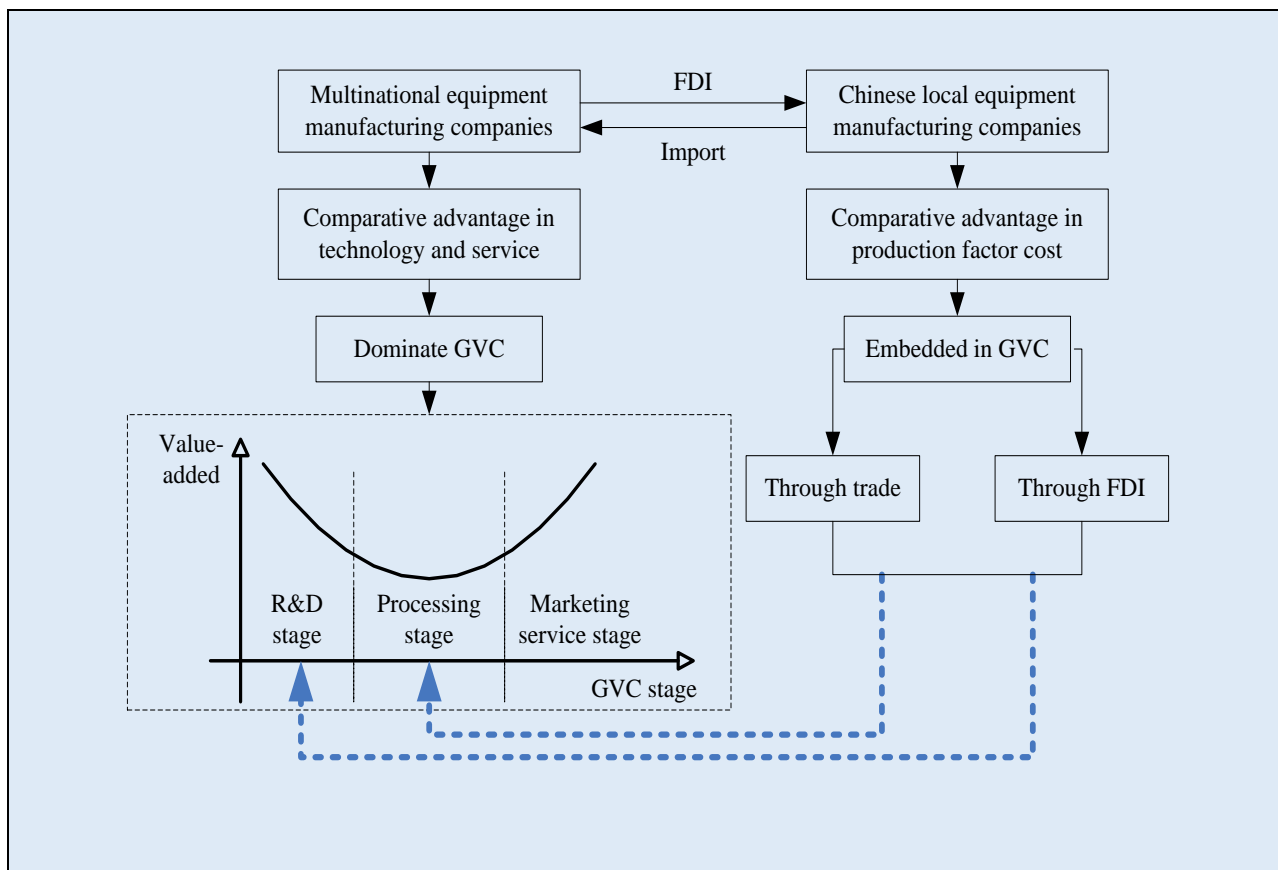 Multinational equipment
manufacturing companies
FDI
Import
Chinese local equipment
manufacturing companies
Comparative advantage in
technology and service
Comparative advantage in
production factor cost
Dominate GVC
Embedded in GVC
Through trade
Through FDI
Value-
added
R&D
stage
Processing
stage
Marketing
service stage
GVC stage